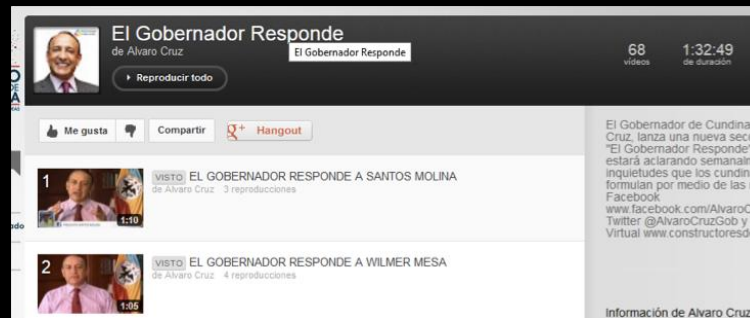 El Gobernador Responde
de Alvaro Cruz
El Gobernador Responde
Reproducir todo
68
vídeos
1:32:49
de duración
Me gusta
Compartir
g+ Hangout
1
1:10
VISTO EL GOBERNADOR RESPONDE A SANTOS MOLINA
de Alvaro Cruz 3 reproducciones
2
1:05
VISTO EL GOBERNADOR RESPONDE A WILMER MESA
de Alvaro Cruz 4 reproducciones
El Gobernador de Cundina
Cruz, lanza una nueva sec
"El Gobernador Responde"
estará aclarando semanalm
inquietudes que los cundin
formulan por medio de las
Facebook
www.facebook.com/AlvaroC
Twitter @AlvaroCruzGob y
Virtual www.constructoresd
Información de Alvaro Cruz